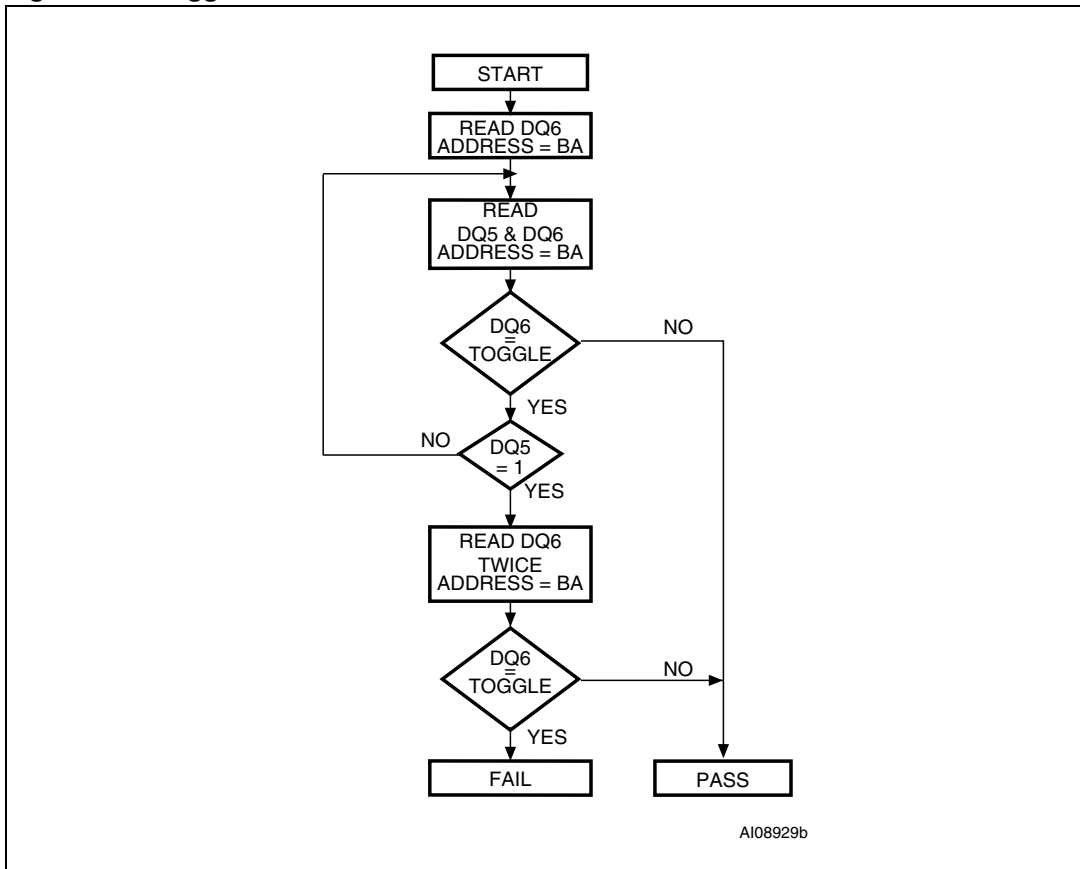 START
READ DQ6
ADDRESS = BA
READ
DQ5 & DQ6
ADDRESS = BA
DQ6
=
TOGGLE
NO
YES
NO
DQ5
= 1
YES
READ DQ6
TWICE
ADDRESS = BA
DQ6
=
TOGGLE
NO
YES
FAIL
PASS
AI08929b